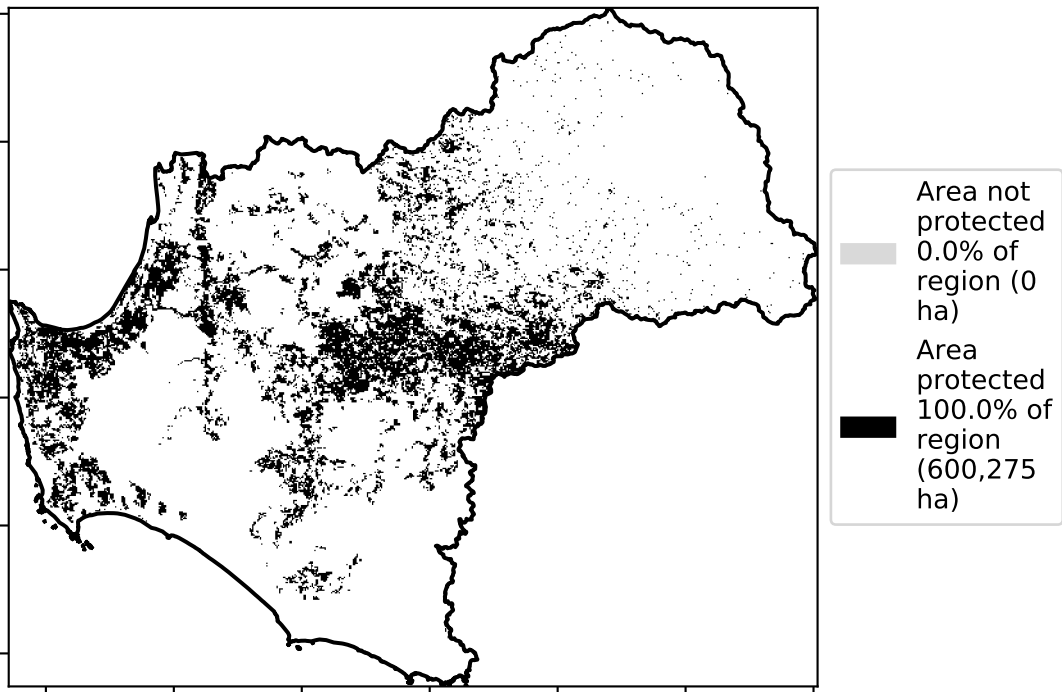 Area not
protected
0.0% of
region (0
ha)
Area
protected
100.0% of
region
(600,275
ha)